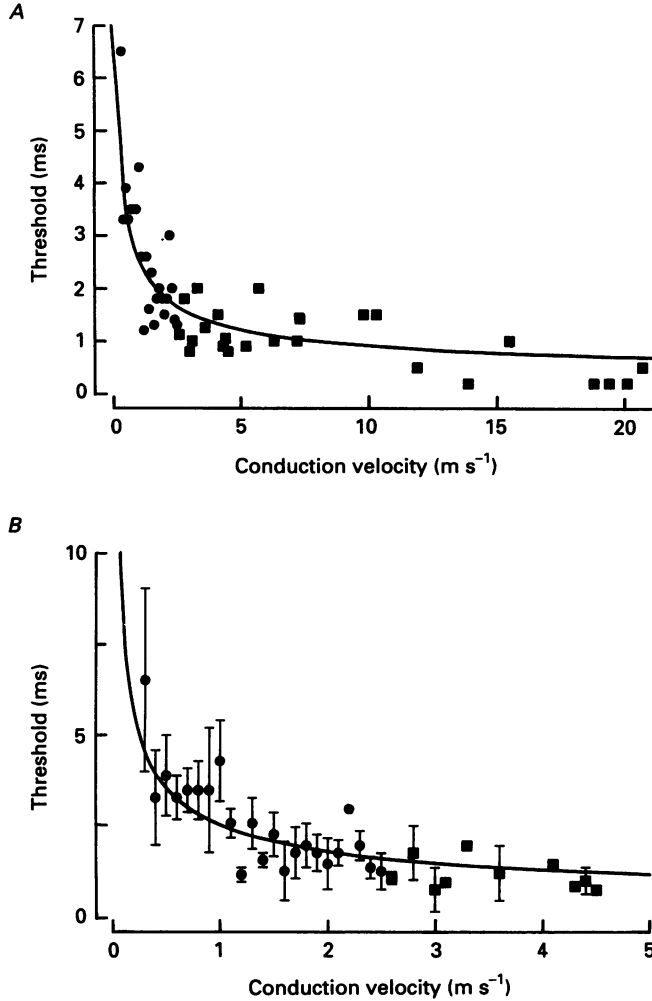 A
7
6
5
4
3
2
1
0
Threshold (ms)
0 5 10 15 20
Conduction velocity (m s⁻¹)
B
10
5
0
Threshold (ms)
0 1 2 3 4 5
Conduction velocity (m s⁻¹)